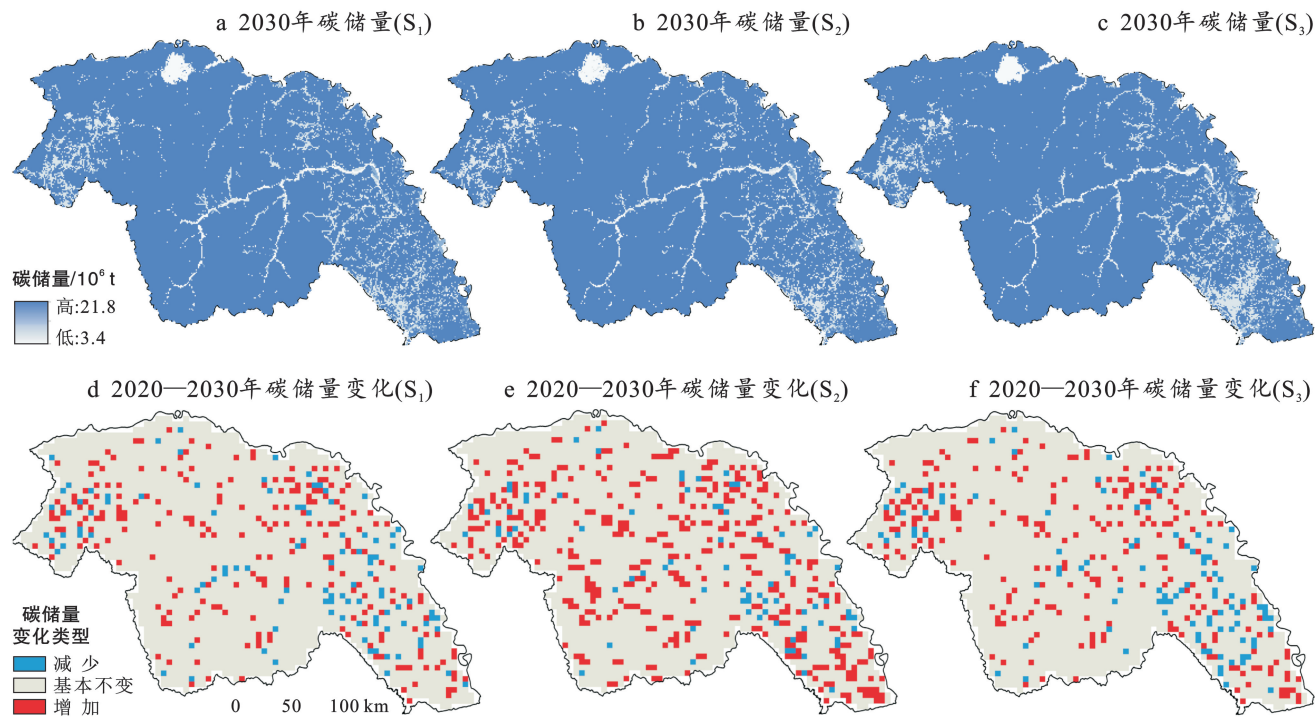 a 2030年碳储量(S₁)
b 2030年碳储量(S₂)
c 2030年碳储量(S₃)
碳储量/10⁶ t
高:21.8
低:3.4
d 2020—2030年碳储量变化(S₁)
e 2020—2030年碳储量变化(S₂)
f 2020—2030年碳储量变化(S₃)
碳储量
变化类型
减 少
基本不变
增 加
0 50 100 km